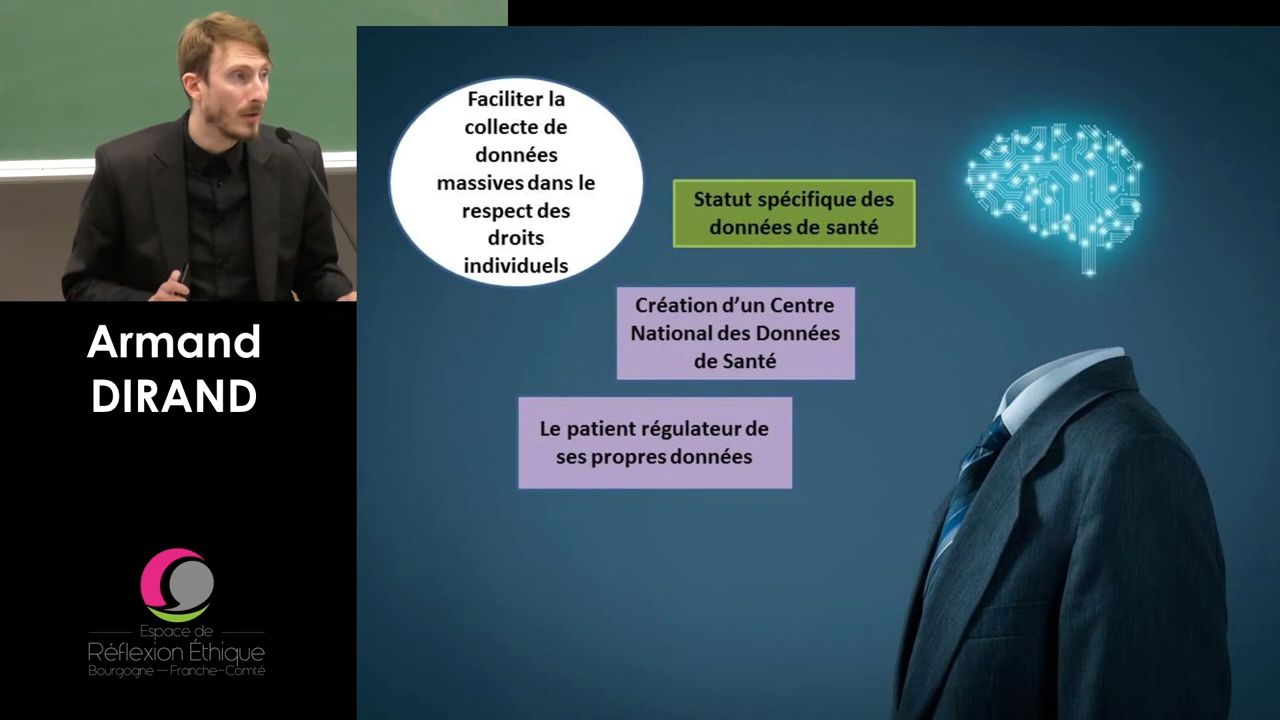 Armand
DIRAND
Espace de
Réflexion Éthique
Bourgogne — Franche-Comté
Faciliter la
collecte de
données
massives dans le
respect des
droits
individuels
Statut spécifique des
données de santé
Création d'un Centre
National des Données
de Santé
Le patient régulateur de
ses propres données